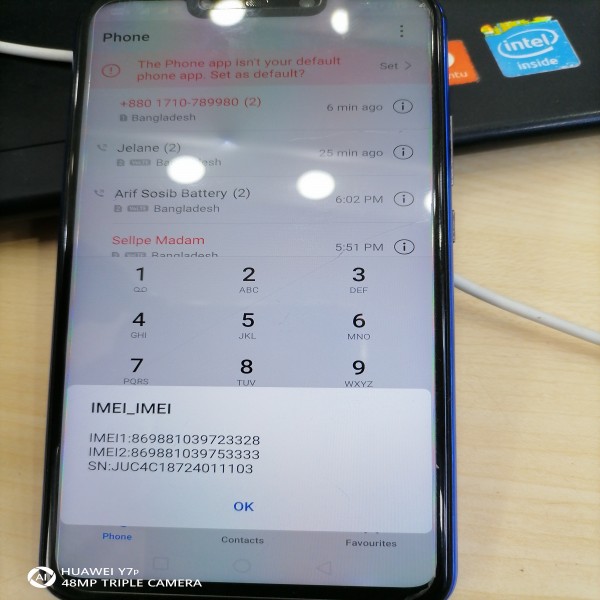 Phone
The Phone app isn't your default
phone app. Set as default?
Set
+880 1710-789980 (2)
6 min ago
Bangladesh
Jelane (2)
25 min ago
Bangladesh
Arif Sosib Battery (2)
6:02 PM
Bangladesh
Sellpe Madam
5:51 PM
Bangladesh
1
2
3
ABC
DEF
4
5
6
GHI
JKL
MNO
7
8
9
PQRS
TUV
WXYZ
IMEI_IMEI
IMEI1:869881039723328
IMEI2:869881039753333
SN:JUC4C18724011103
OK
Phone
Contacts
Favourites
intel
inside
ntu
AI
HUAWEI Y7p
48MP TRIPLE CAMERA